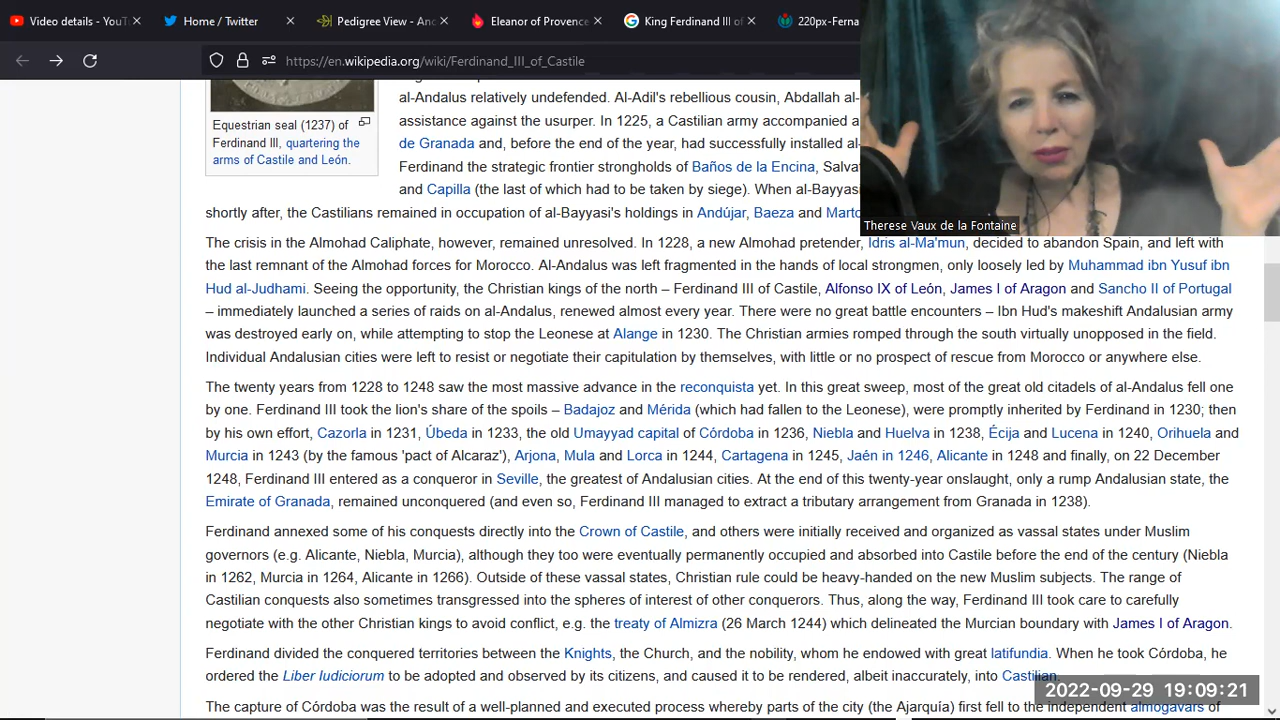 Video details - YouT
Home / Twitter
Pedigree View - Anc
Eleanor of Provence
King Ferdinand III of
220px-Ferna
https://en.wikipedia.org/wiki/Ferdinand_III_of_Castile
al-Andalus relatively undefended. Al-Adil's rebellious cousin, Abdallah al-
assistance against the usurper. In 1225, a Castilian army accompanied a
de Granada and, before the end of the year, had successfully installed al-
Ferdinand the strategic frontier strongholds of Baños de la Encina, Salva
and Capilla (the last of which had to be taken by siege). When al-Bayyas
Equestrian seal (1237) of
Ferdinand III, quartering the
arms of Castile and León.
shortly after, the Castilians remained in occupation of al-Bayyasi's holdings in Andújar, Baeza and Marto
Therese Vaux de la Fontaine
The crisis in the Almohad Caliphate, however, remained unresolved. In 1228, a new Almohad pretender, Idris al-Ma'mun, decided to abandon Spain, and left with
the last remnant of the Almohad forces for Morocco. Al-Andalus was left fragmented in the hands of local strongmen, only loosely led by Muhammad ibn Yusuf ibn
Hud al-Judhami. Seeing the opportunity, the Christian kings of the north – Ferdinand III of Castile, Alfonso IX of León, James I of Aragon and Sancho II of Portugal
– immediately launched a series of raids on al-Andalus, renewed almost every year. There were no great battle encounters – Ibn Hud's makeshift Andalusian army
was destroyed early on, while attempting to stop the Leonese at Alange in 1230. The Christian armies romped through the south virtually unopposed in the field.
Individual Andalusian cities were left to resist or negotiate their capitulation by themselves, with little or no prospect of rescue from Morocco or anywhere else.
The twenty years from 1228 to 1248 saw the most massive advance in the reconquista yet. In this great sweep, most of the great old citadels of al-Andalus fell one
by one. Ferdinand III took the lion's share of the spoils – Badajoz and Mérida (which had fallen to the Leonese), were promptly inherited by Ferdinand in 1230; then
by his own effort, Cazorla in 1231, Úbeda in 1233, the old Umayyad capital of Córdoba in 1236, Niebla and Huelva in 1238, Écija and Lucena in 1240, Orihuela and
Murcia in 1243 (by the famous 'pact of Alcaraz'), Arjona, Mula and Lorca in 1244, Cartagena in 1245, Jaén in 1246, Alicante in 1248 and finally, on 22 December
1248, Ferdinand III entered as a conqueror in Seville, the greatest of Andalusian cities. At the end of this twenty-year onslaught, only a rump Andalusian state, the
Emirate of Granada, remained unconquered (and even so, Ferdinand III managed to extract a tributary arrangement from Granada in 1238).
Ferdinand annexed some of his conquests directly into the Crown of Castile, and others were initially received and organized as vassal states under Muslim
governors (e.g. Alicante, Niebla, Murcia), although they too were eventually permanently occupied and absorbed into Castile before the end of the century (Niebla
in 1262, Murcia in 1264, Alicante in 1266). Outside of these vassal states, Christian rule could be heavy-handed on the new Muslim subjects. The range of
Castilian conquests also sometimes transgressed into the spheres of interest of other conquerors. Thus, along the way, Ferdinand III took care to carefully
negotiate with the other Christian kings to avoid conflict, e.g. the treaty of Almizra (26 March 1244) which delineated the Murcian boundary with James I of Aragon.
Ferdinand divided the conquered territories between the Knights, the Church, and the nobility, whom he endowed with great latifundia. When he took Córdoba, he
ordered the Liber Iudiciorum to be adopted and observed by its citizens, and caused it to be rendered, albeit inaccurately, into Castilian.
2022-09-29 19:09:21
The capture of Córdoba was the result of a well-planned and executed process whereby parts of the city (the Ajarquía) first fell to the independent almogavars of